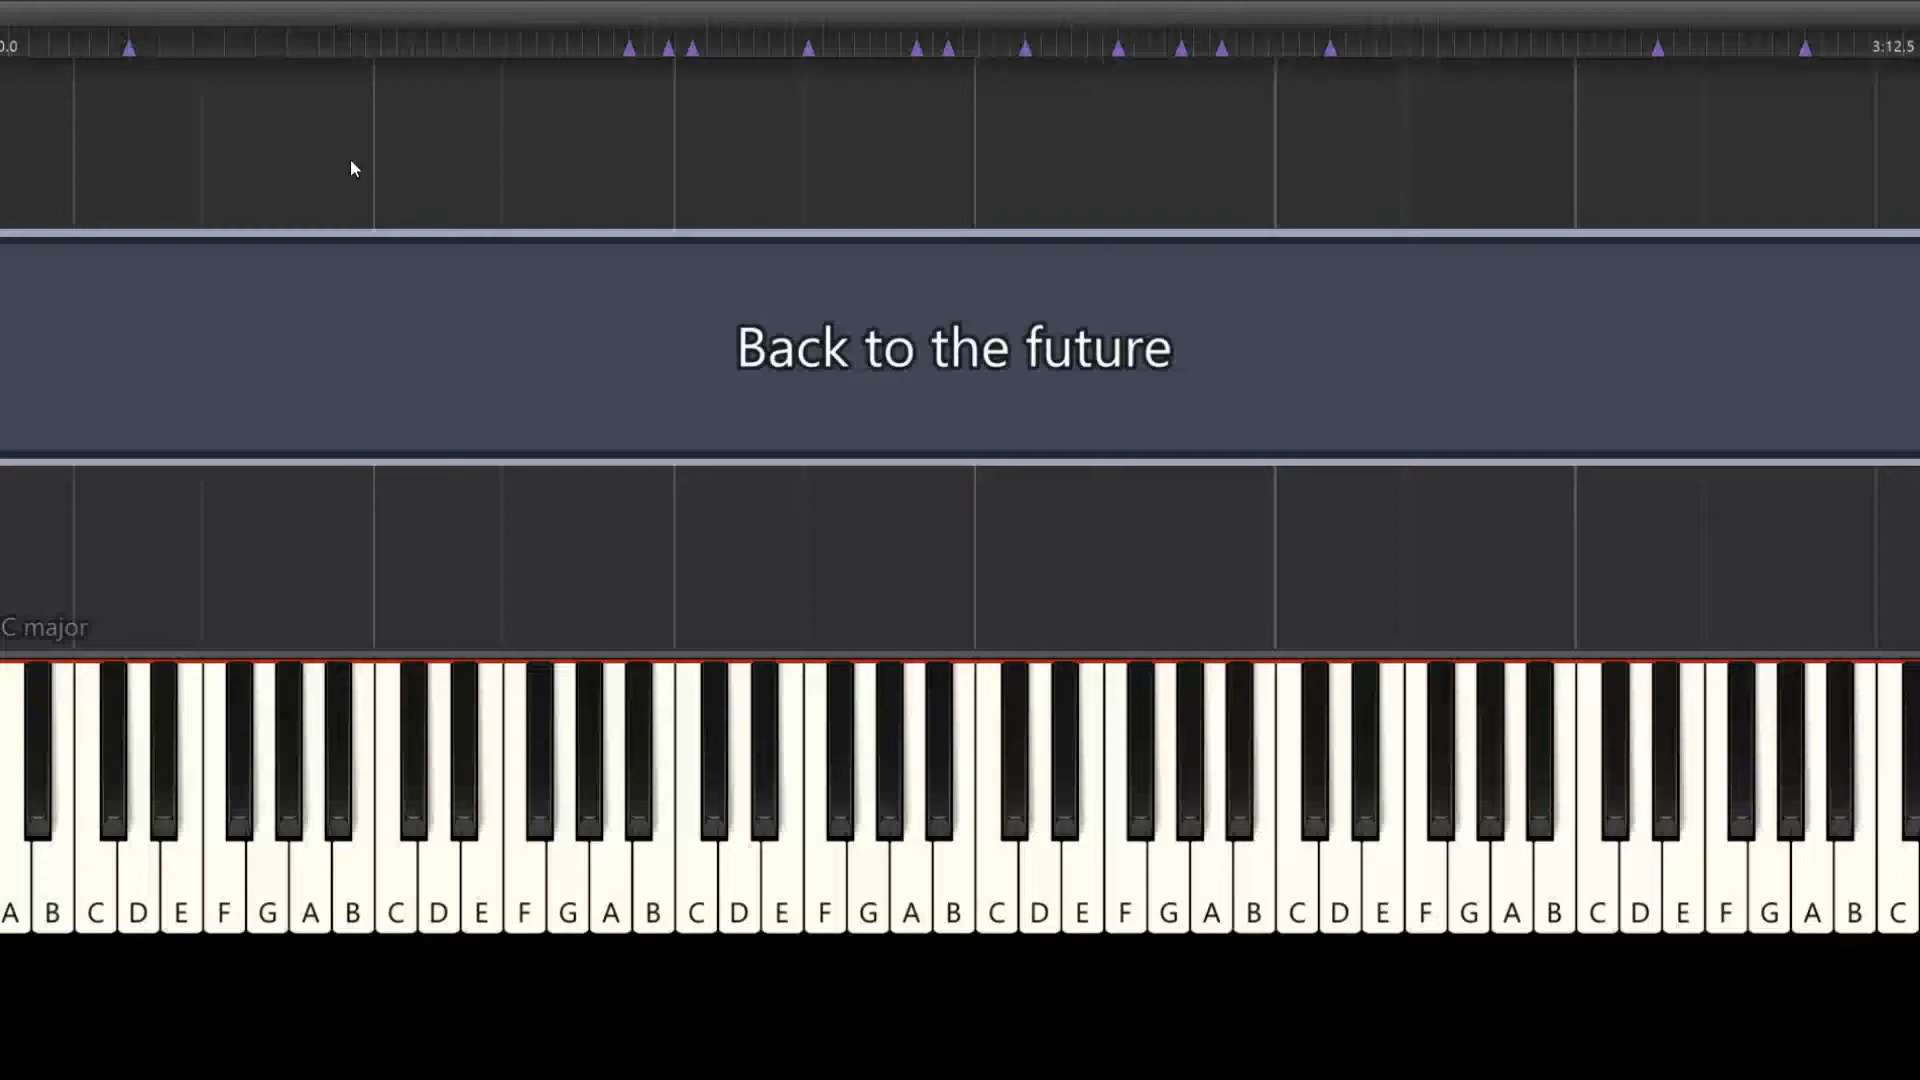 0.0 3:12.5
Back to the future
C major
A B C D E F G A B C D E F G A B C D E F G A B C D E F G A B C D E F G A B C D E F G A B C